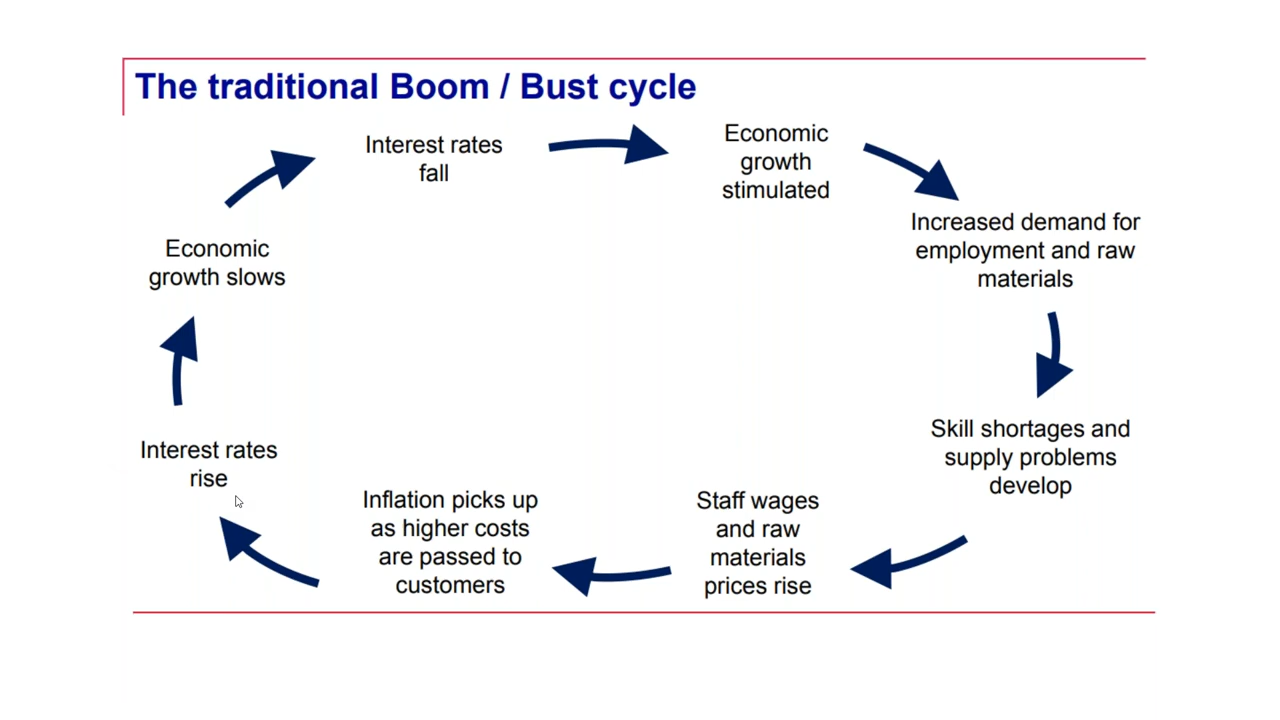 The traditional Boom / Bust cycle
Interest rates
fall
Economic
growth
stimulated
Increased demand for
employment and raw
materials
Skill shortages and
supply problems
develop
Staff wages
and raw
materials
prices rise
Inflation picks up
as higher costs
are passed to
customers
Interest rates
rise
Economic
growth slows